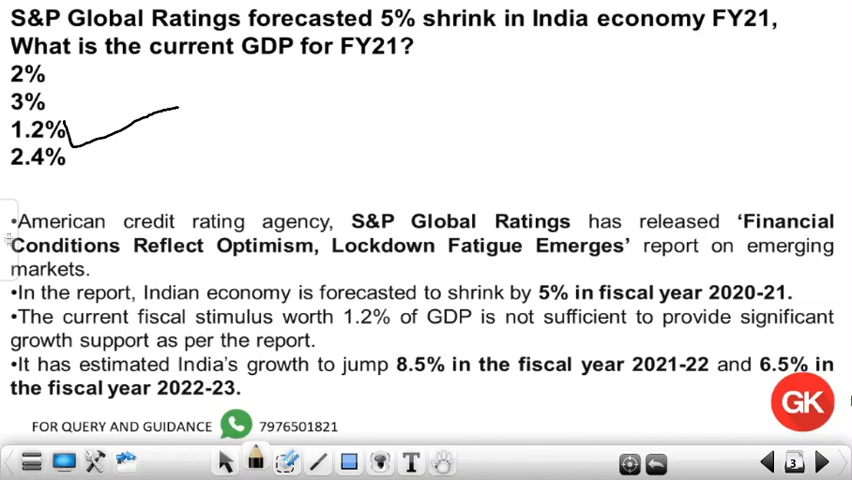 S&P Global Ratings forecasted 5% shrink in India economy FY21,
What is the current GDP for FY21?
2%
3%
1.2%
2.4%
•American credit rating agency, S&P Global Ratings has released ‘Financial
Conditions Reflect Optimism, Lockdown Fatigue Emerges’ report on emerging
markets.
•In the report, Indian economy is forecasted to shrink by 5% in fiscal year 2020-21.
•The current fiscal stimulus worth 1.2% of GDP is not sufficient to provide significant
growth support as per the report.
•It has estimated India’s growth to jump 8.5% in the fiscal year 2021-22 and 6.5% in
the fiscal year 2022-23.
GK
FOR QUERY AND GUIDANCE 7976501821
T
3